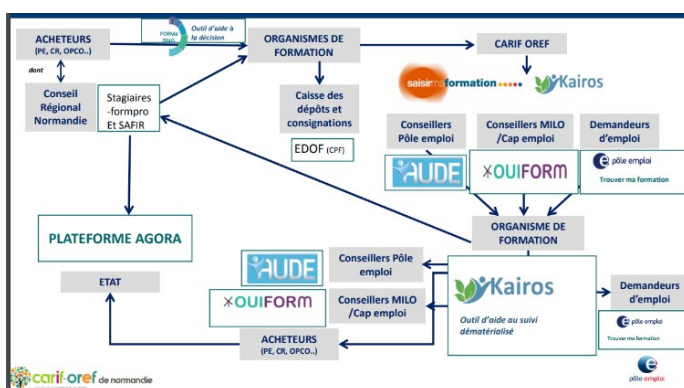 ACHETEURS
(PE, CR, OPCO..)
dont
Conseil
Régional
Normandie
Stagiaires
-formpro
Et SAFIR
Outil d'aide à
la décision
ORGANISMES DE
FORMATION
Caisse des
dépôts et
consignations
EDOF (CPF)
CARIF OREF
saisirmaformation
Kairos
Conseillers
Pôle emploi
AUDE
Conseillers MILO
/Cap emploi
OUIFORM
Demandeurs
d'emploi
pôle emploi
Trouver ma formation
ORGANISME DE
FORMATION
PLATEFORME AGORA
ETAT
AUDE
OUIFORM
Conseillers Pôle
emploi
Conseillers MILO
/Cap emploi
ACHETEURS
(PE, CR, OPCO..)
Kairos
Outil d'aide au suivi
dématérialisé
Demandeurs
d'emploi
pôle emploi
Trouver ma formation
carif-oref de normandie
pôle emploi